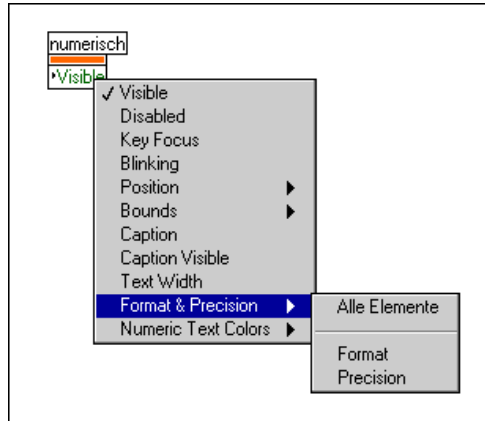 numerisch
Visible
Visible
Disabled
Key Focus
Blinking
Position
Bounds
Caption
Caption Visible
Text Width
Format & Precision
Numeric Text Colors
Alle Elemente
Format
Precision